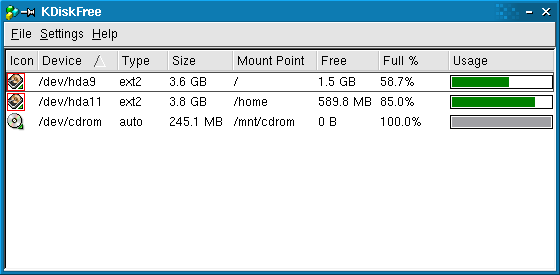 KDiskFree
File Settings Help
Icon Device Type Size Mount Point Free Full % Usage
/dev/hda9 ext2 3.6 GB / 1.5 GB 58.7%
/dev/hda11 ext2 3.8 GB /home 589.8 MB 85.0%
/dev/cdrom auto 245.1 MB /mnt/cdrom 0 B 100.0%